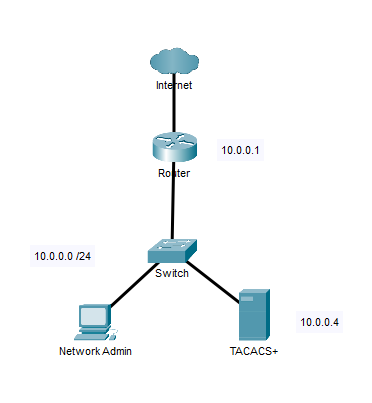 Internet
10.0.0.1
Router
10.0.0.0 /24
Switch
10.0.0.4
Network Admin
TACACS+